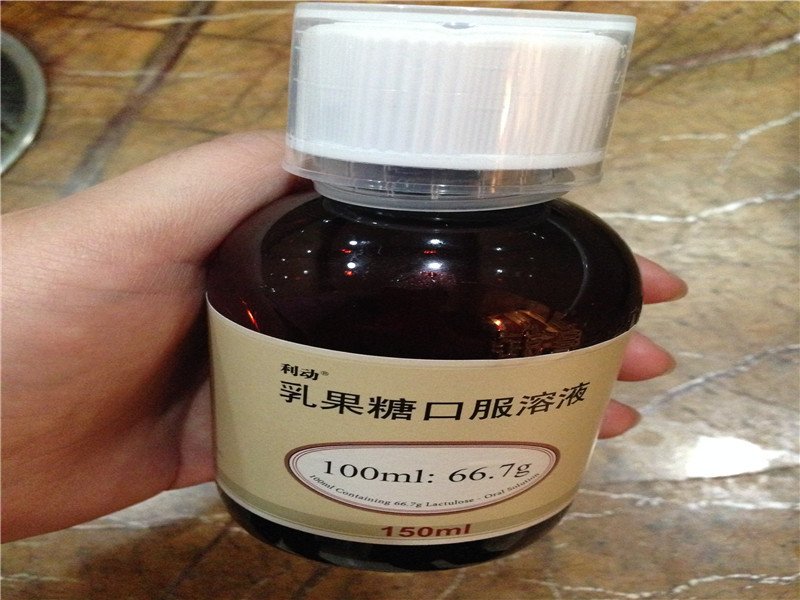 利动®
乳果糖口服溶液
100ml: 66.7g
100ml Containing 66.7g Lactulose - Oral Solution
150ml